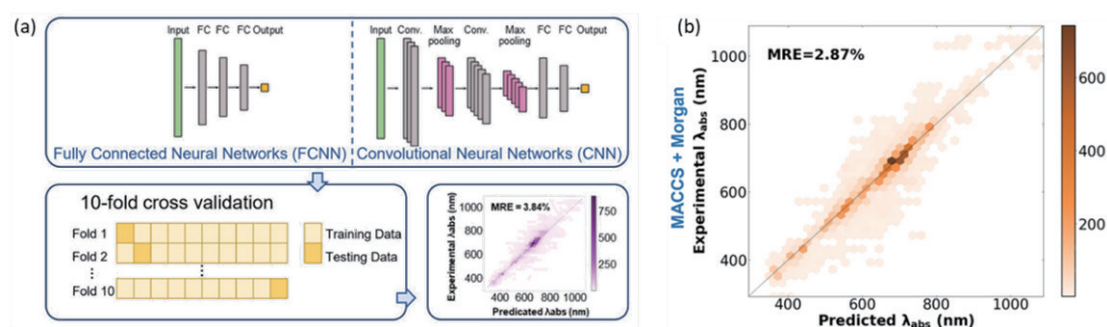 (a)
Input FC FC FC Output
Fully Connected Neural Networks (FCNN)
Input Conv. Max pooling Conv. Max pooling FC FC Output
Convolutional Neural Networks (CNN)
10-fold cross validation
Fold 1
Fold 2
⋮
Fold 10
...
Training Data
Testing Data
MRE = 3.84%
Experimental λabs (nm)
1000
800
600
400
400 600 800 1000
Predicated λabs (nm)
750
500
250
(b)
MACCS + Morgan
Experimental λabs (nm)
MRE=2.87%
1000
800
600
400
400 600 800 1000
Predicted λabs (nm)
600
400
200